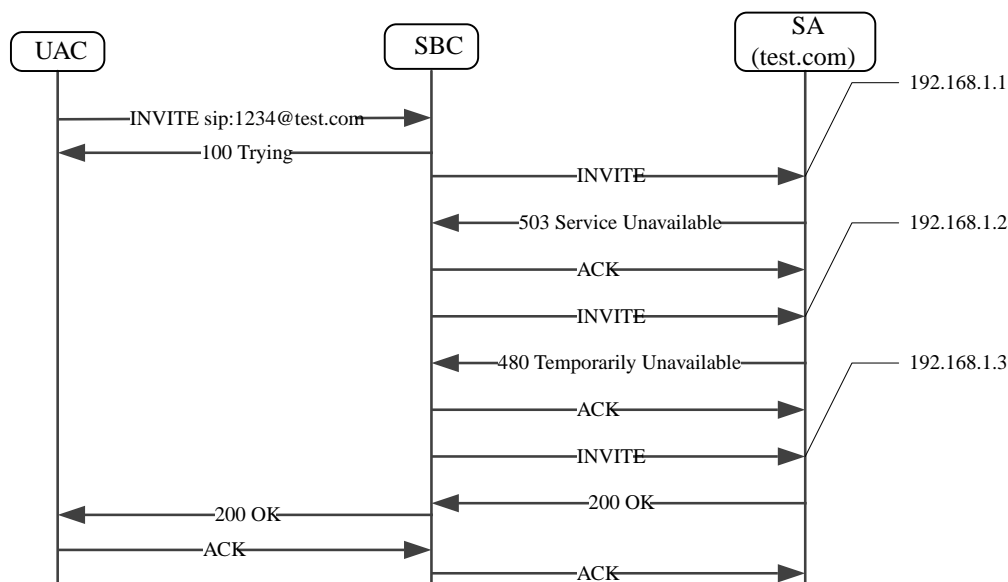 UAC
SBC
SA
(test.com)
192.168.1.1
INVITE sip:1234@test.com
100 Trying
INVITE
503 Service Unavailable
192.168.1.2
ACK
INVITE
480 Temporarily Unavailable
192.168.1.3
ACK
INVITE
200 OK
200 OK
ACK
ACK